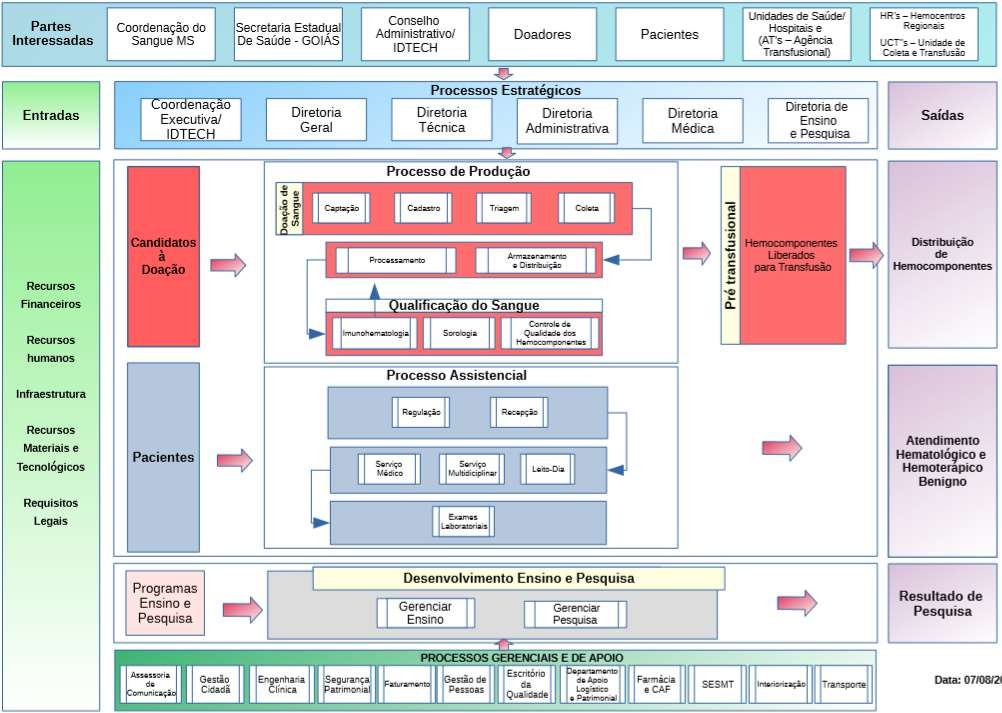 Partes
Interessadas
Coordenação do
Sangue MS
Secretaria Estadual
De Saúde - GOIÁS
Conselho
Administrativo/
IDTECH
Doadores
Pacientes
Unidades de Saúde/
Hospitais e
(AT's – Agência
Transfusional)
HR's – Hemocentros
Regionais
UCT"s – Unidade de
Coleta e Transfusão
Entradas
Processos Estratégicos
Coordenação
Executiva/
IDTECH
Diretoria
Geral
Diretoria
Técnica
Diretoria
Administrativa
Diretoria
Médica
Diretoria de
Ensino
e Pesquisa
Saídas
Recursos
Financeiros
Recursos
humanos
Infraestrutura
Recursos
Materiais e
Tecnológicos
Requisitos
Legais
Candidatos
à
Doação
Processo de Produção
Doação de
Sangue
Captação
Cadastro
Triagem
Coleta
Processamento
Armazenamento
e Distribuição
Qualificação do Sangue
Imunohematologia
Sorologia
Controle de
Qualidade dos
Hemocomponentes
Pré transfusional
Hemocomponentes
Liberados
para Transfusão
Distribuição
de
Hemocomponentes
Pacientes
Processo Assistencial
Regulação
Recepção
Serviço
Médico
Serviço
Multidiciplinar
Leito-Dia
Exames
Laboratoriais
Atendimento
Hematológico e
Hemoterápico
Benigno
Programas
Ensino e
Pesquisa
Desenvolvimento Ensino e Pesquisa
Gerenciar
Ensino
Gerenciar
Pesquisa
Resultado de
Pesquisa
PROCESSOS GERENCIAIS E DE APOIO
Assessoria
de
Comunicação
Gestão
Cidadã
Engenharia
Clínica
Segurança
Patrimonial
Faturamento
Gestão de
Pessoas
Escritório
da
Qualidade
Departamento
de Apoio
Logístico
e Patrimonial
Farmácia
e CAF
SESMT
Interiorização
Transporte
Data: 07/08/20